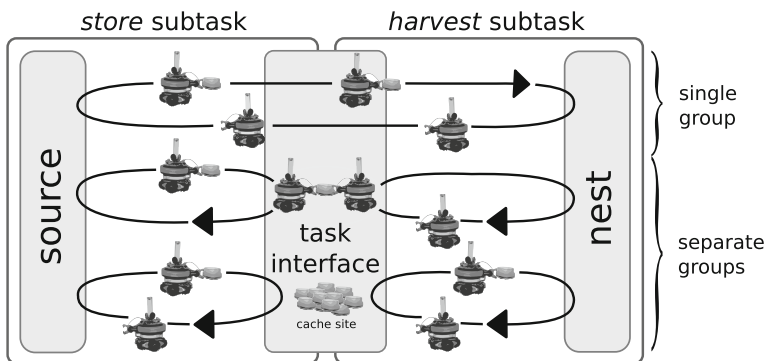 store subtask
harvest subtask
single
group
source
nest
task
interface
cache site
separate
groups